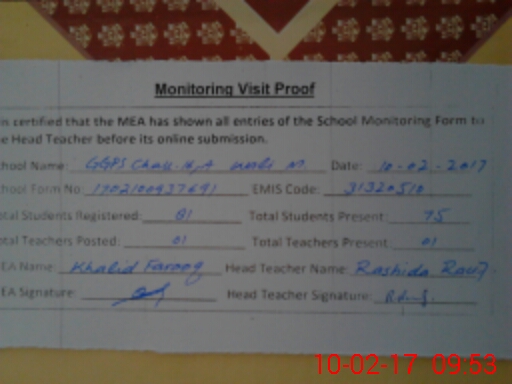 Monitoring Visit Proof
is certified that the MEA has shown all entries of the School Monitoring Form to
e Head Teacher before its online submission.
chool Name: GGPS Chak. M. Date: 10-02-2017
chool Form No: 1702100937691 EMIS Code: 31320510
otal Students Registered: 81 Total Students Present: 75
otal Teachers Posted: 01 Total Teachers Present: 01
EA Name: Khalid Farooq Head Teacher Name: Rashida Rauf.
EA Signature: Head Teacher Signature:
10-02-17 09:53